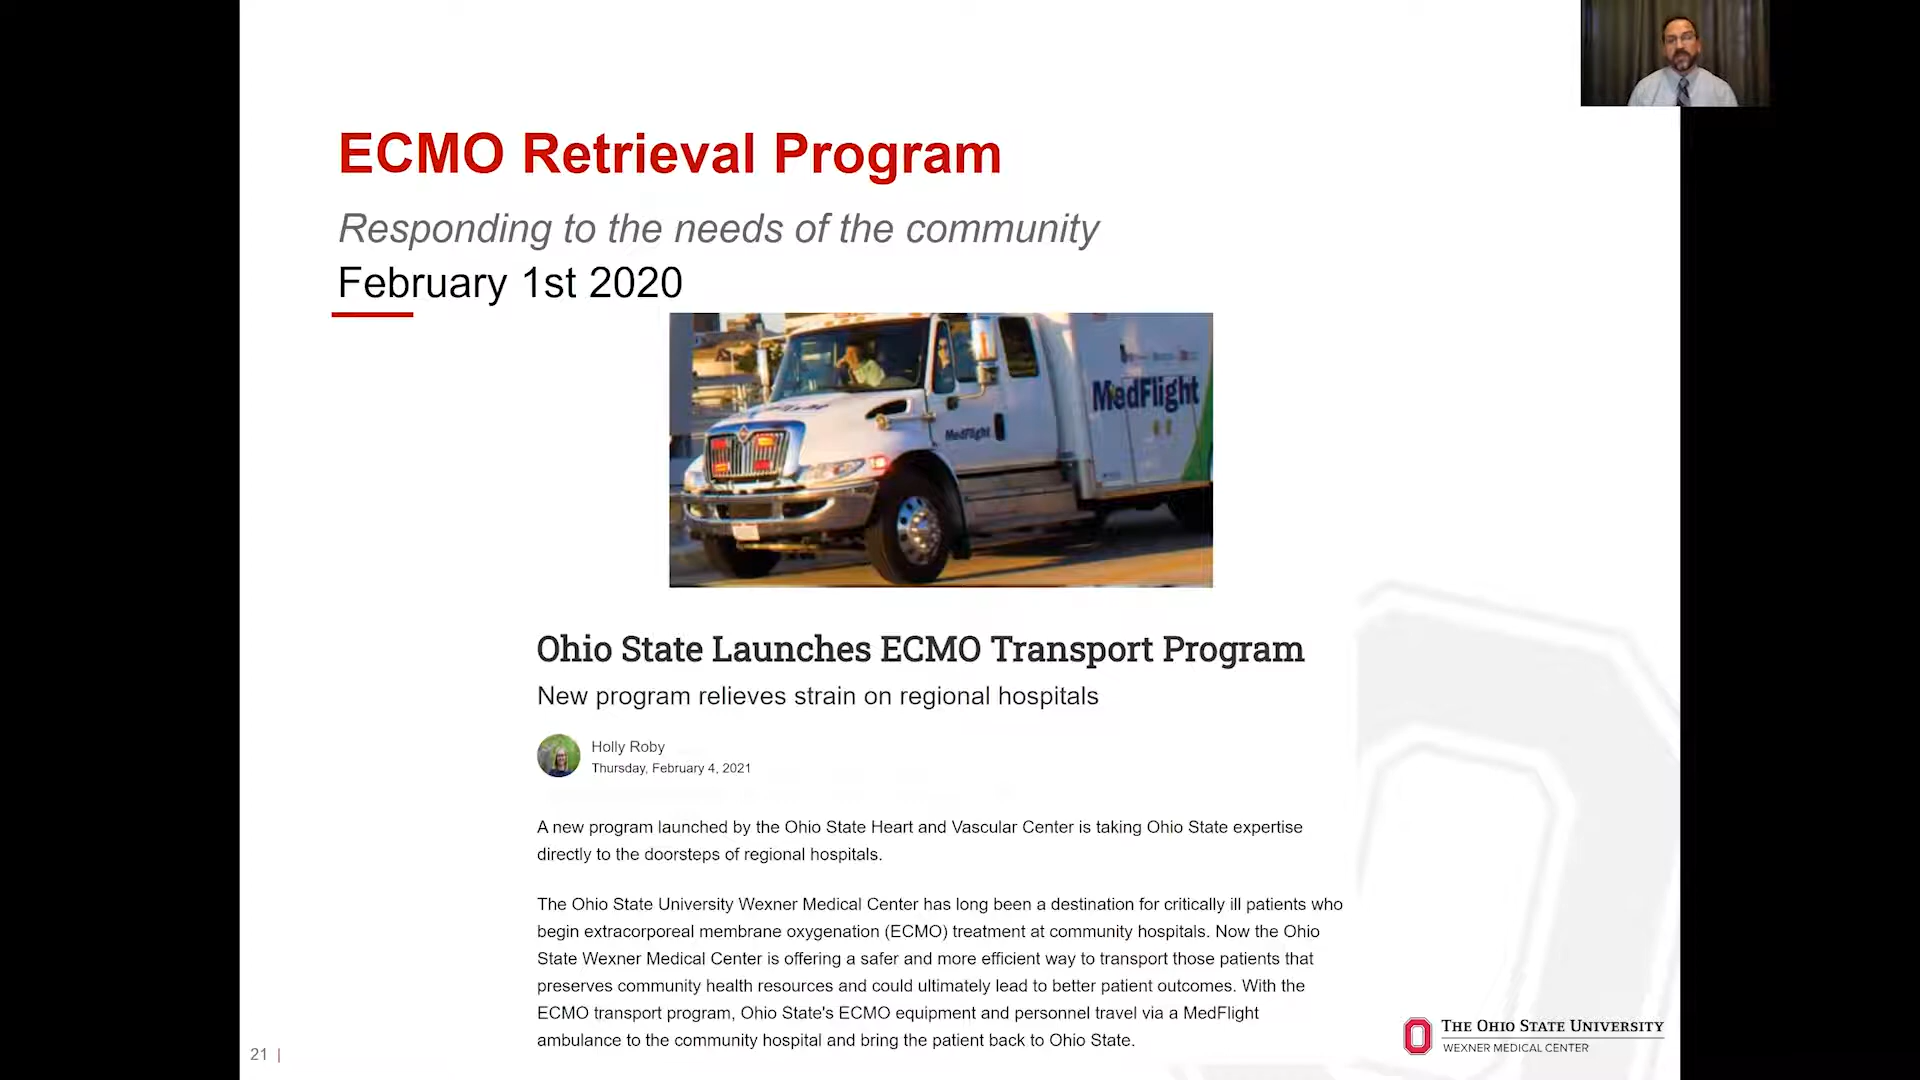 ECMO Retrieval Program
Responding to the needs of the community
February 1st 2020
MedFlight
MedFlight
Ohio State Launches ECMO Transport Program
New program relieves strain on regional hospitals
Holly Roby
Thursday, February 4, 2021
A new program launched by the Ohio State Heart and Vascular Center is taking Ohio State expertise
directly to the doorsteps of regional hospitals.
The Ohio State University Wexner Medical Center has long been a destination for critically ill patients who
begin extracorporeal membrane oxygenation (ECMO) treatment at community hospitals. Now the Ohio
State Wexner Medical Center is offering a safer and more efficient way to transport those patients that
preserves community health resources and could ultimately lead to better patient outcomes. With the
ECMO transport program, Ohio State's ECMO equipment and personnel travel via a MedFlight
ambulance to the community hospital and bring the patient back to Ohio State.
21 |
THE OHIO STATE UNIVERSITY
WEXNER MEDICAL CENTER